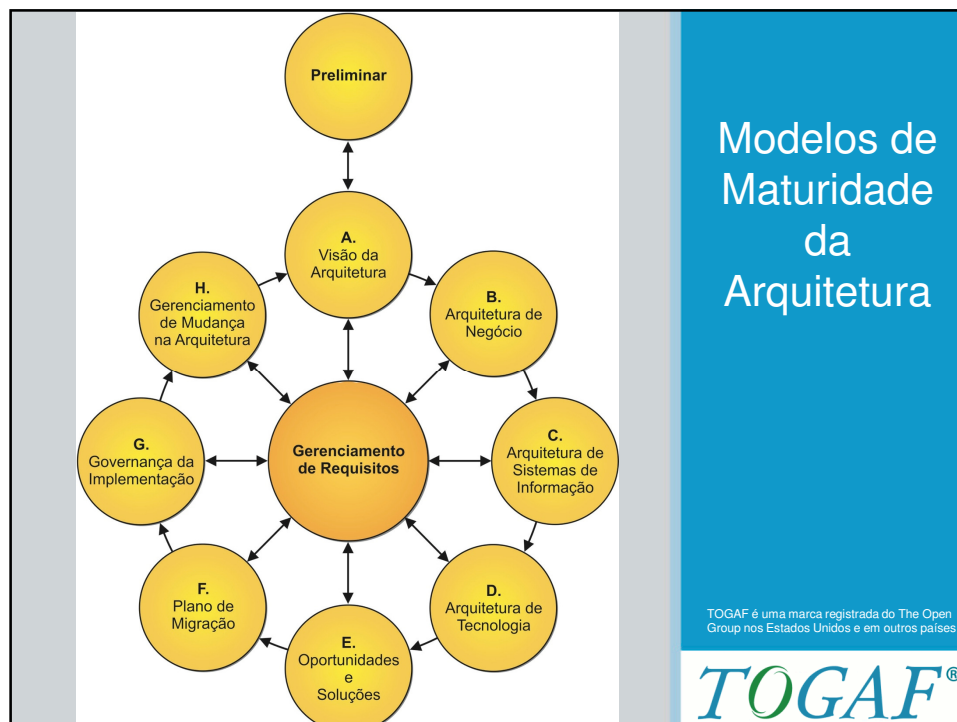 Preliminar
A.
Visão da
Arquitetura
B.
Arquitetura de
Negócio
C.
Arquitetura de
Sistemas de
Informação
D.
Arquitetura de
Tecnologia
E.
Oportunidades
e
Soluções
F.
Plano de
Migração
G.
Governança da
Implementação
H.
Gerenciamento
de Mudança
na Arquitetura
Gerenciamento
de Requisitos
Modelos de
Maturidade
da
Arquitetura
TOGAF é uma marca registrada do The Open
Group nos Estados Unidos e em outros países
TOGAF®